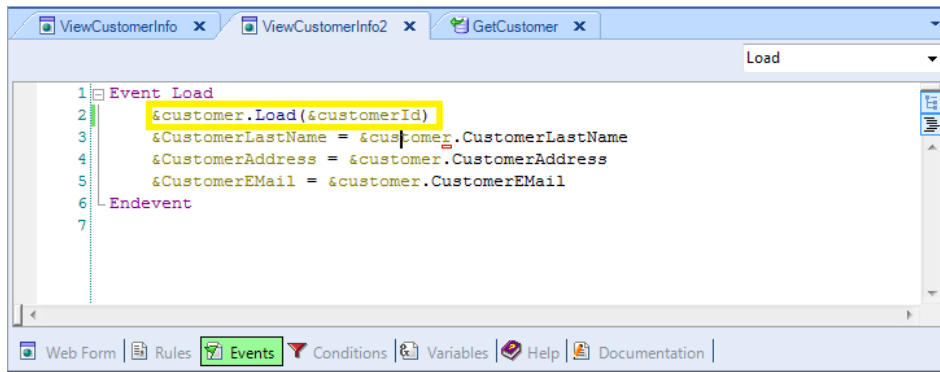 ViewCustomerInfo X ViewCustomerInfo2 X GetCustomer X
Load
1 Event Load
2 &customer.Load(&customerId)
3 &CustomerLastName = &customer.CustomerLastName
4 &CustomerAddress = &customer.CustomerAddress
5 &CustomerEMail = &customer.CustomerEMail
6 Endevent
7
Web Form Rules Events Conditions Variables Help Documentation